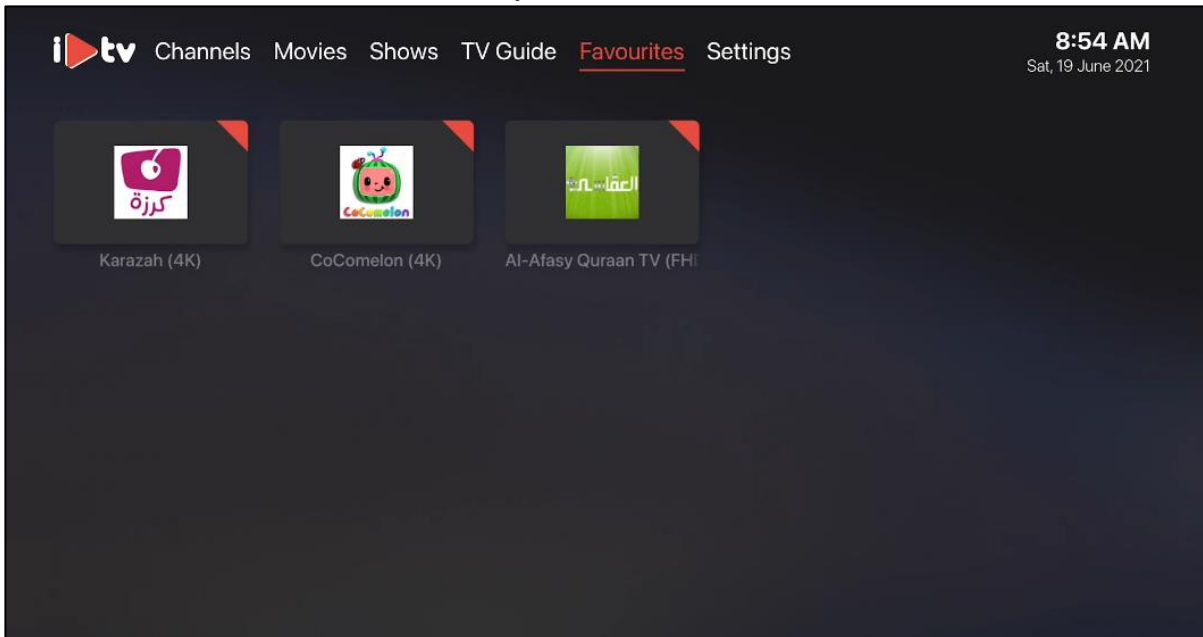 itv Channels Movies Shows TV Guide Favourites Settings
8:54 AM
Sat, 19 June 2021
كرزة
CoComelon
العفاسي
Karazah (4K)
CoComelon (4K)
Al-Afasy Quraan TV (FH